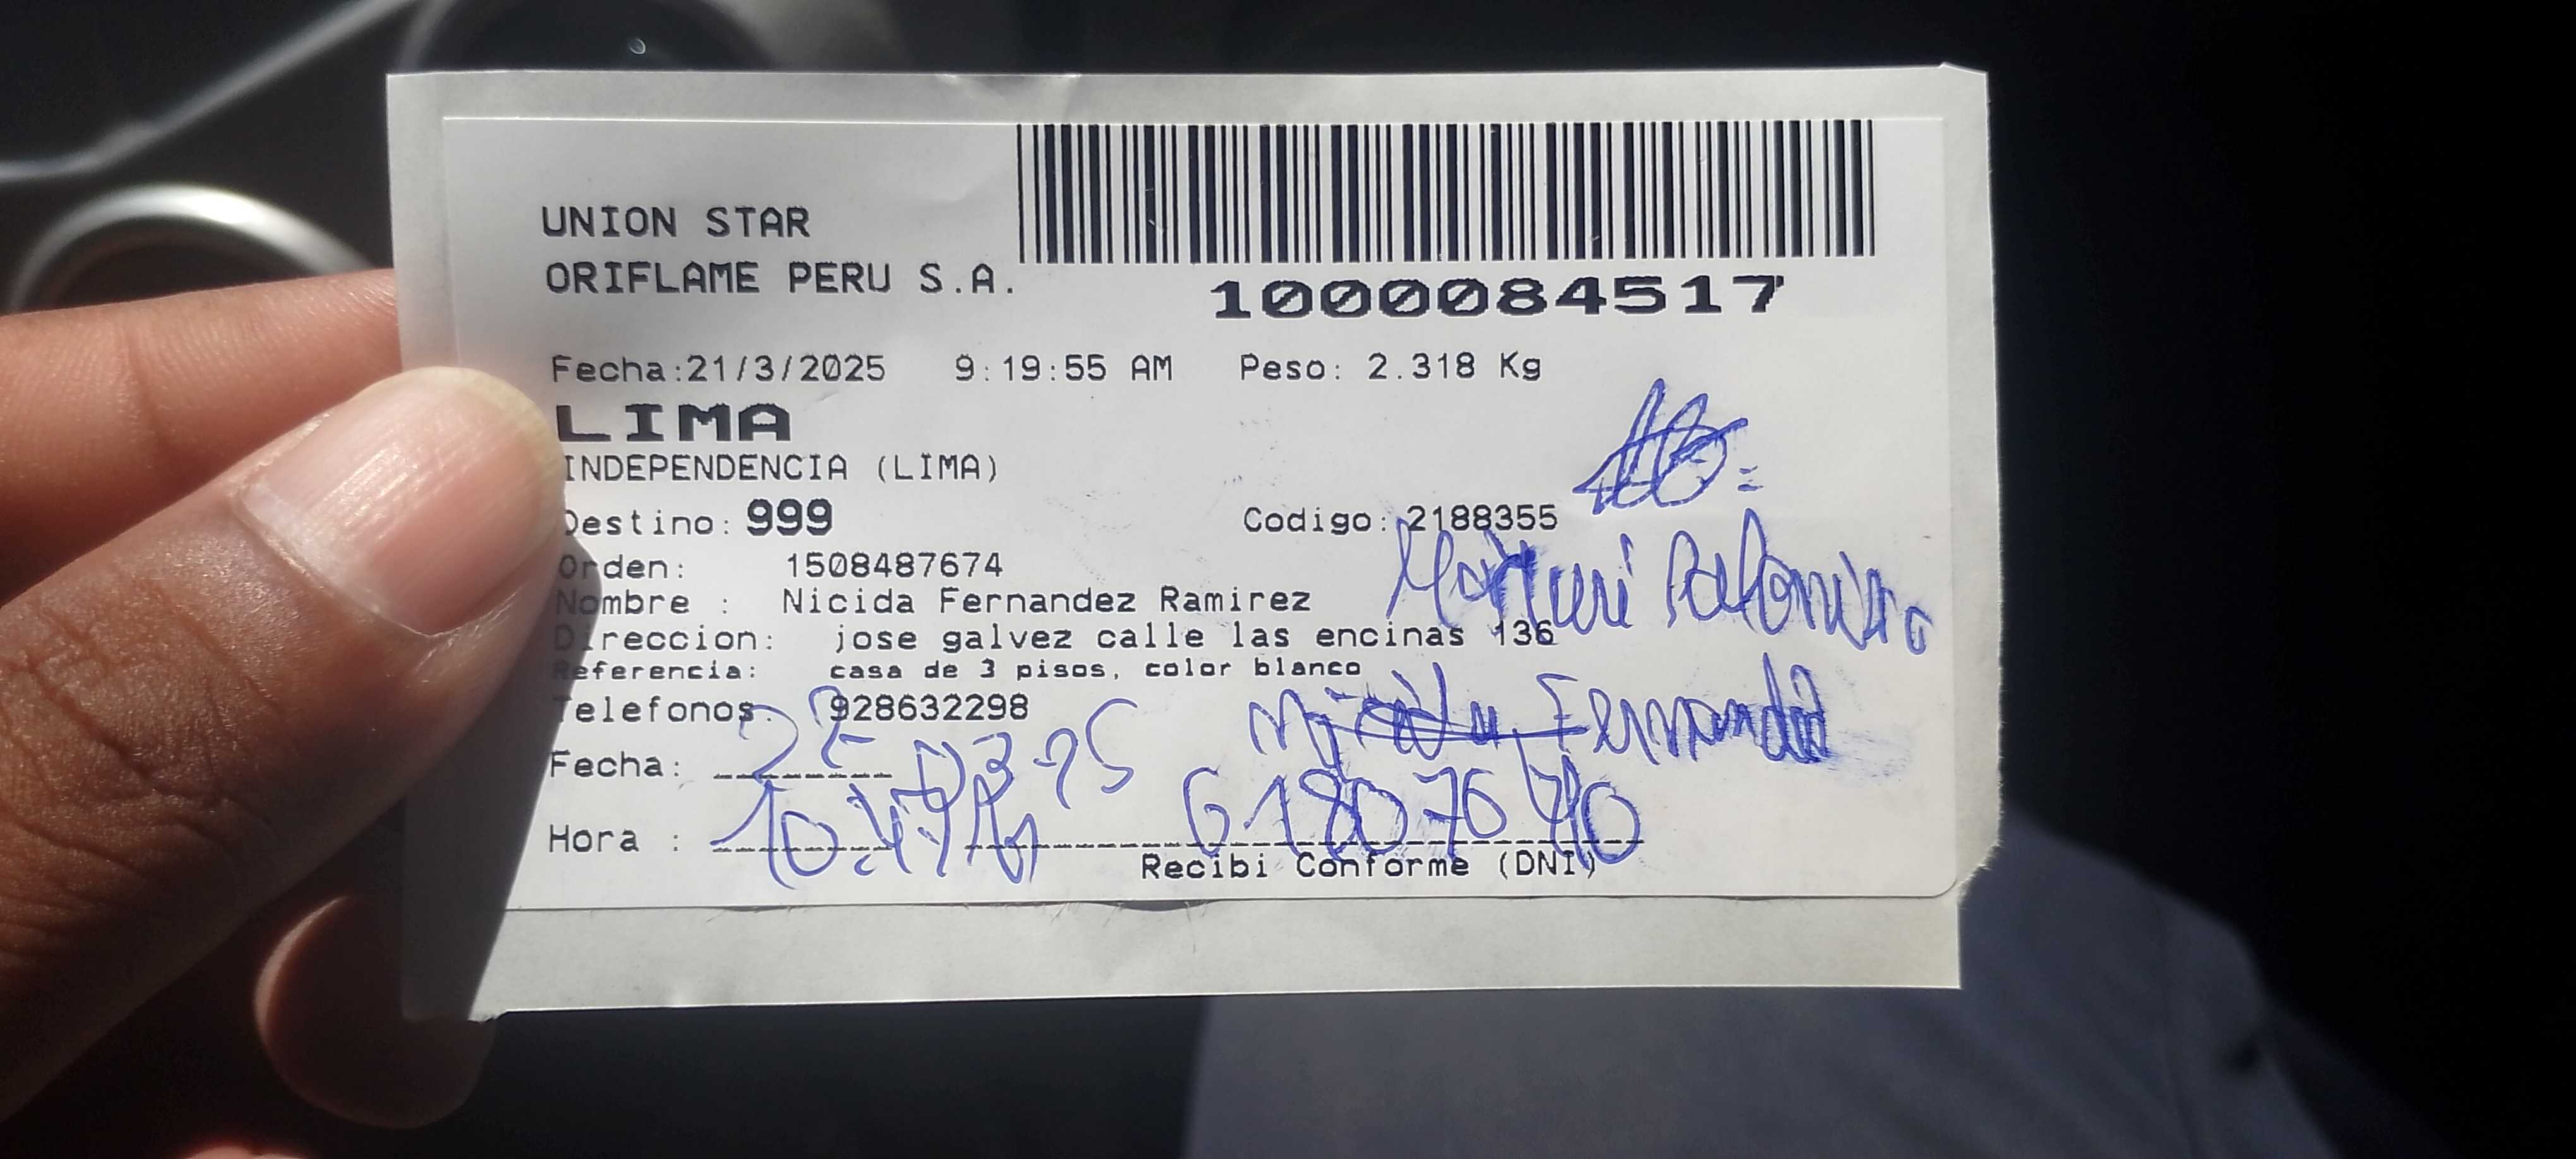 UNION STAR
ORIFLAME PERU S.A.
1000084517
Fecha:21/3/2025 9:19:55 AM Peso: 2.318 Kg
LIMA
INDEPENDENCIA (LIMA)
Destino: 999 Codigo: 2188355
Orden: 1508487674
Nombre : Nicida Fernandez Ramirez
Direccion: jose galvez calle las encinas 136
Referencia: casa de 3 pisos, color blanco
Telefonos: 928632298
Fernandez
Fecha:
Hora :
Recibi Conforme (DNI)